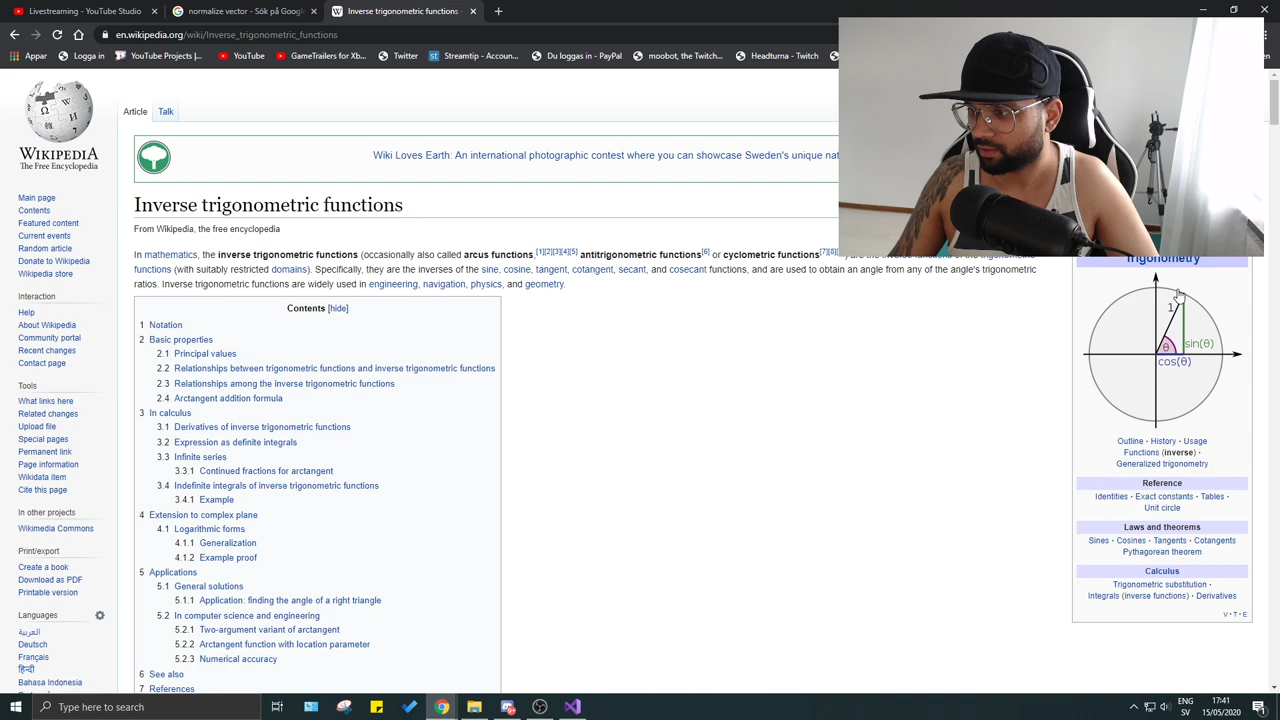 Livestreaming - YouTube Studio
trigonometriska vardelar - Sök på Google
Inverse trigonometric functions
en.wikipedia.org/wiki/Inverse_trigonometric_functions
Appar
YouTube
YouTube Projects |...
YouTube
GameTrailers for Xb...
Twitter
Streamtip - Account
Du loggas in - PayPal
moobot, the Twitch...
Headturna - Twitch
WIKIPEDIA
The Free Encyclopedia
Main page
Contents
Featured content
Current events
Random article
Donate to Wikipedia
Wikipedia store
Interaction
Help
About Wikipedia
Community portal
Recent changes
Contact page
Tools
What links here
Related changes
Upload file
Special pages
Permanent link
Page information
Wikidata item
Cite this page
In other projects
Wikimedia Commons
Print/export
Create a book
Download as PDF
Printable version
Languages
العربية
Deutsch
Français
हिन्दी
Bahasa Indonesia
Article Talk
Wiki Loves Earth: An international photographic contest where you can showcase Sweden's unique nat
Inverse trigonometric functions
From Wikipedia, the free encyclopedia
In mathematics, the inverse trigonometric functions (occasionally also called arcus functions,[1][2][3][4][5] antitrigonometric functions[6] or cyclometric functions[7][8]
functions (with suitably restricted domains). Specifically, they are the inverses of the sine, cosine, tangent, cotangent, secant, and cosecant functions, and are used to obtain an angle from any of the angle's trigonometric
ratios. Inverse trigonometric functions are widely used in engineering, navigation, physics, and geometry.
Contents [hide]
1 Notation
2 Basic properties
2.1 Principal values
2.2 Relationships between trigonometric functions and inverse trigonometric functions
2.3 Relationships among the inverse trigonometric functions
2.4 Arctangent addition formula
3 In calculus
3.1 Derivatives of inverse trigonometric functions
3.2 Expression as definite integrals
3.3 Infinite series
3.3.1 Continued fractions for arctangent
3.4 Indefinite integrals of inverse trigonometric functions
3.4.1 Example
4 Extension to complex plane
4.1 Logarithmic forms
4.1.1 Generalization
4.1.2 Example proof
5 Applications
5.1 General solutions
5.1.1 Application: finding the angle of a right triangle
5.2 In computer science and engineering
5.2.1 Two-argument variant of arctangent
5.2.2 Arctangent function with location parameter
5.2.3 Numerical accuracy
6 See also
7 References
Trigonometry
1
θ
sin(θ)
cos(θ)
Outline · History · Usage
Functions (inverse) ·
Generalized trigonometry
Reference
Identities · Exact constants · Tables ·
Unit circle
Laws and theorems
Sines · Cosines · Tangents · Cotangents
Pythagorean theorem
Calculus
Trigonometric substitution ·
Integrals (inverse functions) · Derivatives
V · T · E
Type here to search
ENG
SV
17:41
15/05/2020